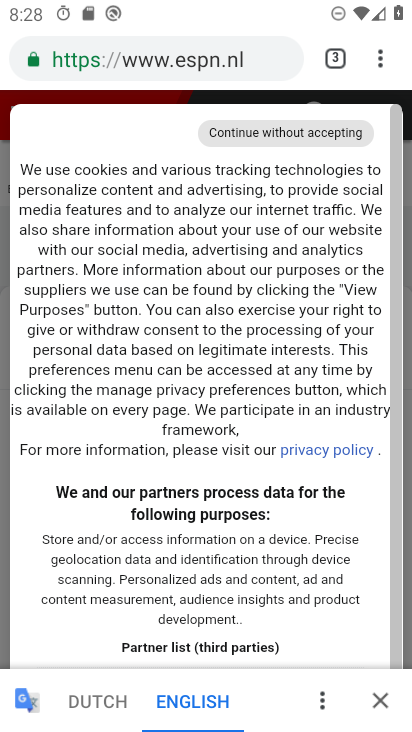 8:28
https://www.espn.nl
3
Continue without accepting
We use cookies and various tracking technologies to
personalize content and advertising, to provide social
media features and to analyze our internet traffic. We
also share information about your use of our website
with our social media, advertising and analytics
partners. More information about our purposes or the
suppliers we use can be found by clicking the "View
Purposes" button. You can also exercise your right to
give or withdraw consent to the processing of your
personal data based on legitimate interests. This
preferences menu can be accessed at any time by
clicking the manage privacy preferences button, which
is available on every page. We participate in an industry
framework,
For more information, please visit our privacy policy .
We and our partners process data for the
following purposes:
Store and/or access information on a device. Precise
geolocation data and identification through device
scanning. Personalized ads and content, ad and
content measurement, audience insights and product
development..
Partner list (third parties)
DUTCH
ENGLISH